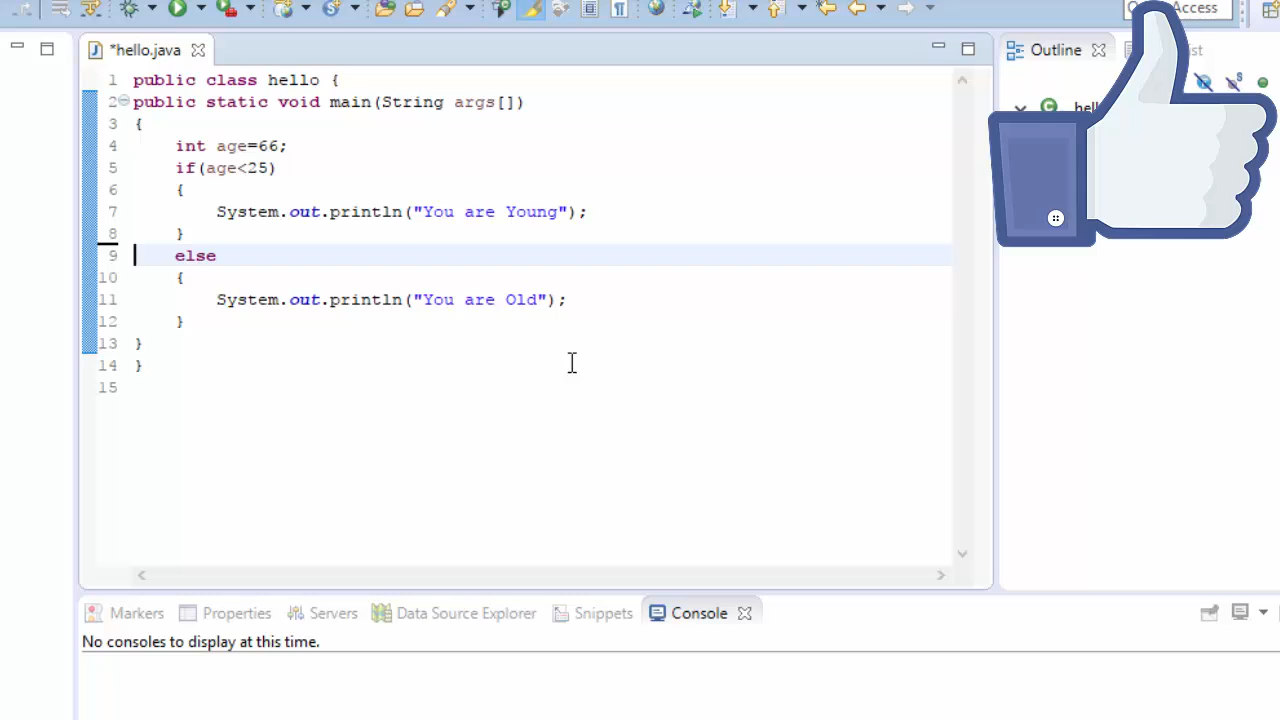 Access
*hello.java
Outline
st
1 public class hello {
2 public static void main(String args[])
3 {
4 int age=66;
5 if(age<25)
6 {
7 System.out.println("You are Young");
8 }
9 else
10 {
11 System.out.println("You are Old");
12 }
13 }
14 }
15
hell
Markers Properties Servers Data Source Explorer Snippets Console
No consoles to display at this time.